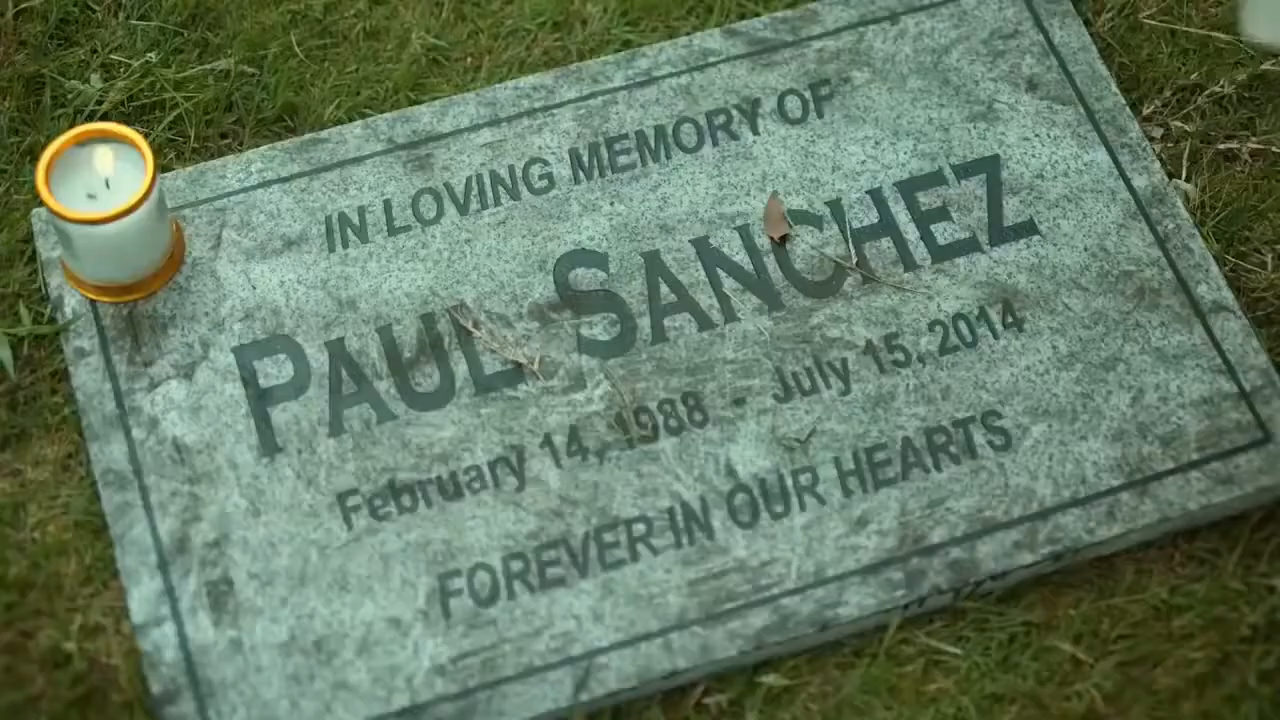 IN LOVING MEMORY OF
PAUL SANCHEZ
February 14, 1988 - July 15, 2014
FOREVER IN OUR HEARTS